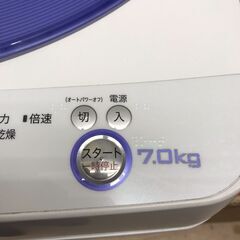 (オートパワーオフ) 電源
力 倍速 切 入
乾燥
スタート
一時停止
7.0kg